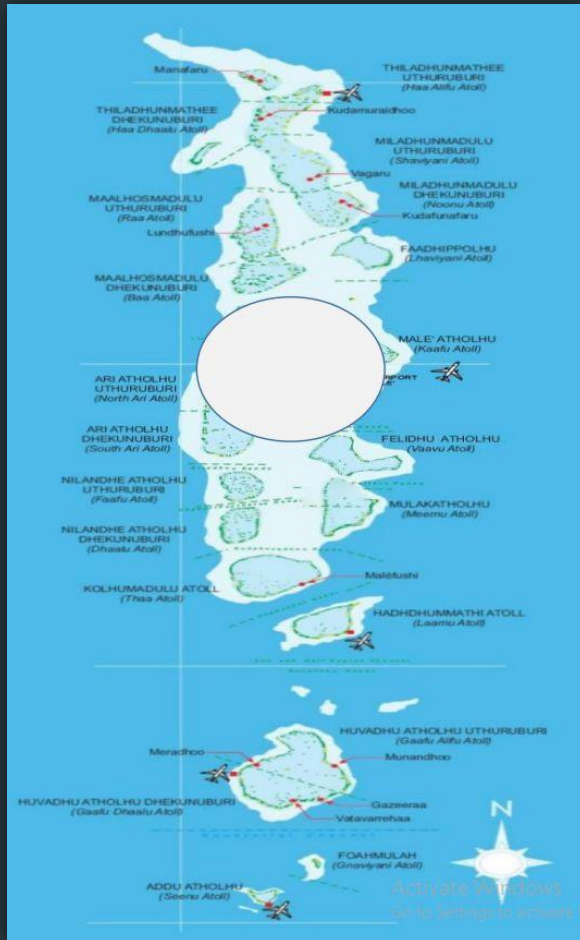 Manafaru
THILADHUNMATHEE
UTHURUBURI
(Haa Alifu Atoll)
THILADHUNMATHEE
DHEKUNUBURI
(Haa Dhaalu Atoll)
Kudamuraidhoo
MILADHUNMADULU
UTHURUBURI
(Shaviyani Atoll)
Vagaru
MILADHUNMADULU
DHEKUNUBURI
(Noonu Atoll)
MAALHOSMADULU
UTHURUBURI
(Raa Atoll)
Kudafunafaru
Lundhufushi
FAADHIPPOLHU
(Lhaviyani Atoll)
MAALHOSMADULU
DHEKUNUBURI
(Baa Atoll)
MALE' ATHOLHU
(Kaafu Atoll)
ARI ATHOLHU
UTHURUBURI
(North Ari Atoll)
ARI ATHOLHU
DHEKUNUBURI
(South Ari Atoll)
FELIDHU ATHOLHU
(Vaavu Atoll)
NILANDHE ATHOLHU
UTHURUBURI
(Faafu Atoll)
MULAKATHOLHU
(Meemu Atoll)
NILANDHE ATHOLHU
DHEKUNUBURI
(Dhaalu Atoll)
Malèfushi
KOLHUMADULU ATOLL
(Thaa Atoll)
HADHDHUMMATHI ATOLL
(Laamu Atoll)
HUVADHU ATHOLHU UTHURUBURI
(Gaafu Alifu Atoll)
Meradhoo
Munandhoo
HUVADHU ATHOLHU DHEKUNUBURI
(Gaafu Dhaalu Atoll)
Gazeeraa
Vatavarrehaa
N
FOAHMULAH
(Gnaviyani Atoll)
ADDU ATHOLHU
(Seenu Atoll)
Activate Windows
Go to Settings to activate